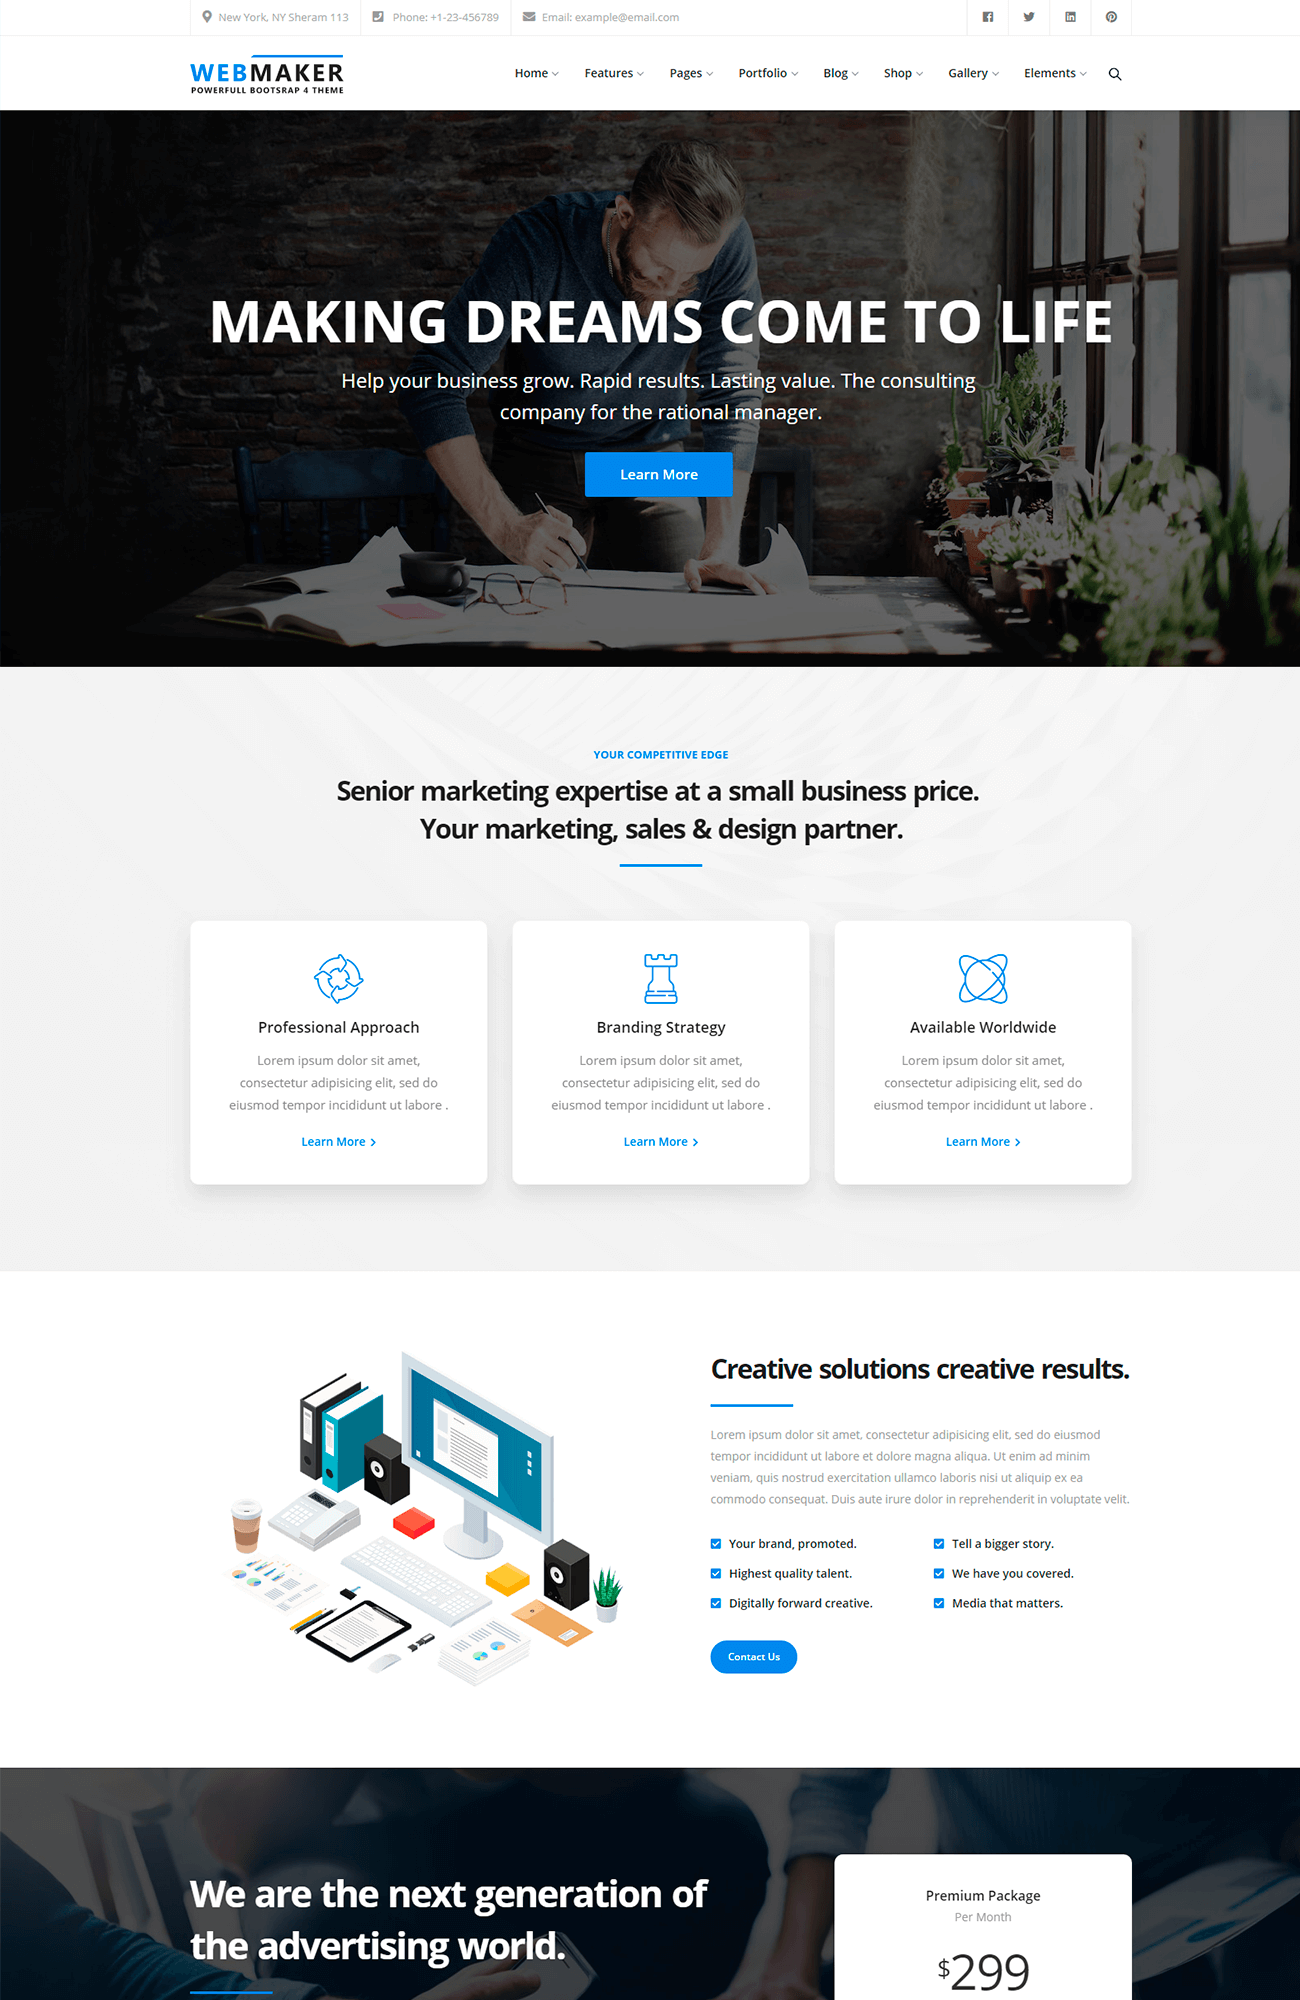 New York, NY Sheram 113
Phone: +1-23-456789
Email: example@email.com
WEBMAKER
POWERFULL BOOTSRAP 4 THEME
Home
Features
Pages
Portfolio
Blog
Shop
Gallery
Elements
MAKING DREAMS COME TO LIFE
Help your business grow. Rapid results. Lasting value. The consulting
company for the rational manager.
Learn More
YOUR COMPETITIVE EDGE
Senior marketing expertise at a small business price.
Your marketing, sales & design partner.
Professional Approach
Lorem ipsum dolor sit amet,
consectetur adipisicing elit, sed do
eiusmod tempor incididunt ut labore .
Learn More
Branding Strategy
Lorem ipsum dolor sit amet,
consectetur adipisicing elit, sed do
eiusmod tempor incididunt ut labore .
Learn More
Available Worldwide
Lorem ipsum dolor sit amet,
consectetur adipisicing elit, sed do
eiusmod tempor incididunt ut labore .
Learn More
Creative solutions creative results.
Lorem ipsum dolor sit amet, consectetur adipisicing elit, sed do eiusmod
tempor incididunt ut labore et dolore magna aliqua. Ut enim ad minim
veniam, quis nostrud exercitation ullamco laboris nisi ut aliquip ex ea
commodo consequat. Duis aute irure dolor in reprehenderit in voluptate velit.
Your brand, promoted.
Tell a bigger story.
Highest quality talent.
We have you covered.
Digitally forward creative.
Media that matters.
Contact Us
We are the next generation of
the advertising world.
Premium Package
Per Month
$299